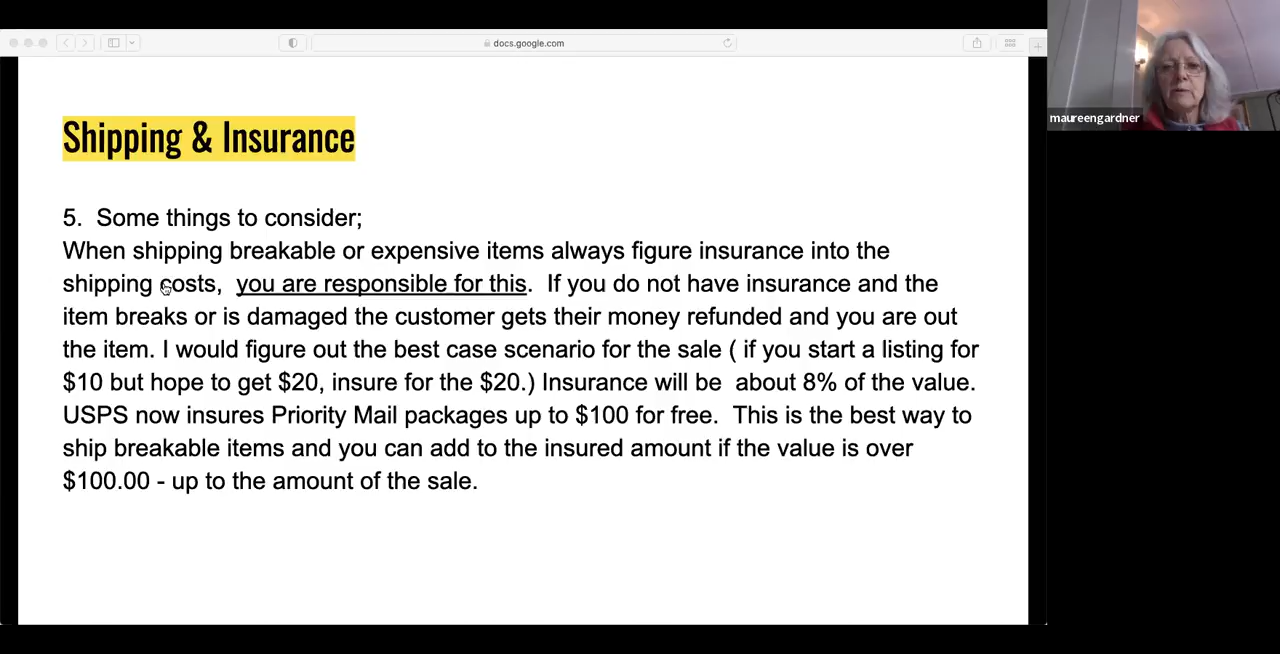 docs.google.com
maureengardner
Shipping & Insurance
5. Some things to consider;
When shipping breakable or expensive items always figure insurance into the
shipping costs, you are responsible for this. If you do not have insurance and the
item breaks or is damaged the customer gets their money refunded and you are out
the item. I would figure out the best case scenario for the sale ( if you start a listing for
$10 but hope to get $20, insure for the $20.) Insurance will be about 8% of the value.
USPS now insures Priority Mail packages up to $100 for free. This is the best way to
ship breakable items and you can add to the insured amount if the value is over
$100.00 - up to the amount of the sale.